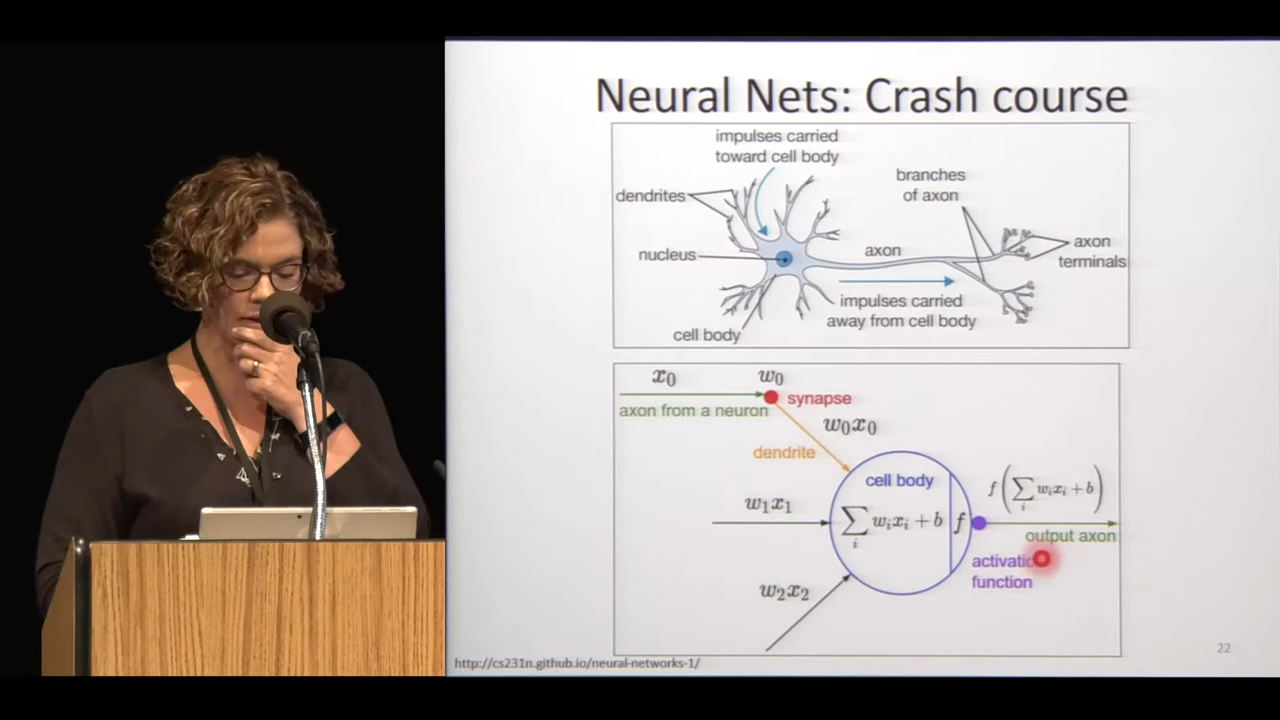 Neural Nets: Crash course
impulses carried
toward cell body
dendrites
branches
of axon
nucleus
axon
axon
terminals
impulses carried
away from cell body
cell body
x0
w0
synapse
axon from a neuron
w0x0
dendrite
cell body
f(∑i wixi + b)
w1x1
∑i wixi + b
f
output axon
activatio
function
w2x2
22
http://cs231n.github.io/neural-networks-1/